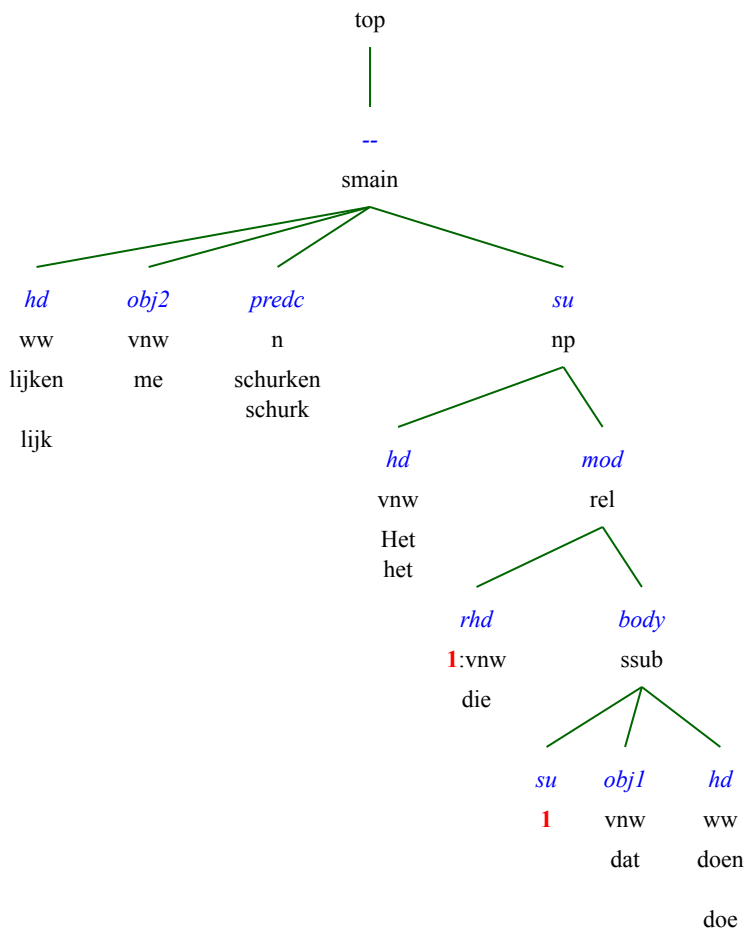 top
--
smain
hd obj2 predc su
ww vnw n np
lijken me schurken
schurk
lijk
hd mod
vnw rel
Het
het
rhd body
1:vnw ssub
die
su obj1 hd
1 vnw ww
dat doen
doe